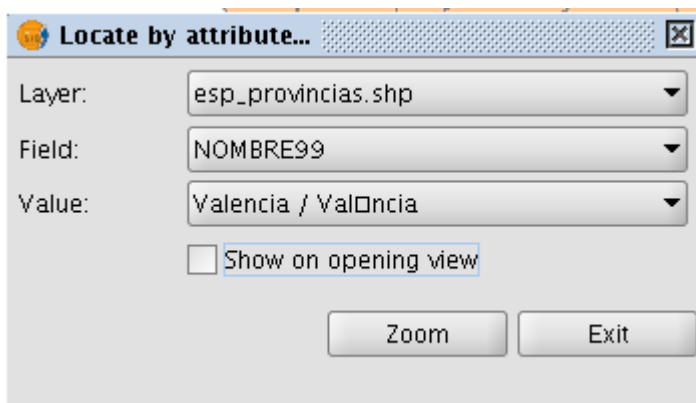 Locate by attribute...
Layer: esp_provincias.shp
Field: NOMBRE99
Value: Valencia / Val□ncia
Show on opening view
Zoom Exit